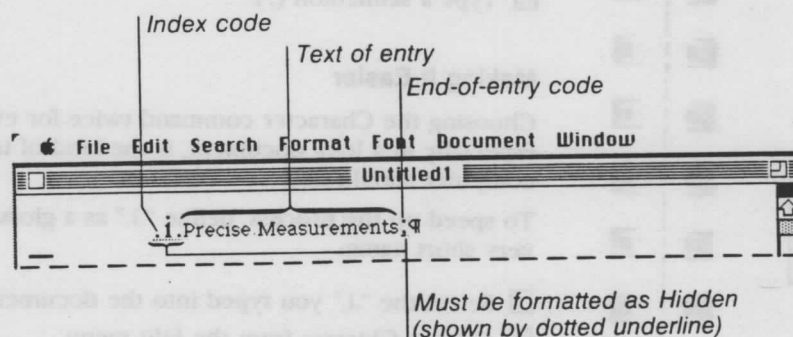 Index code
Text of entry
End-of-entry code
File Edit Search Format Font Document Window
Untitled1
.i.Precise Measurements;¶
Must be formatted as Hidden
(shown by dotted underline)